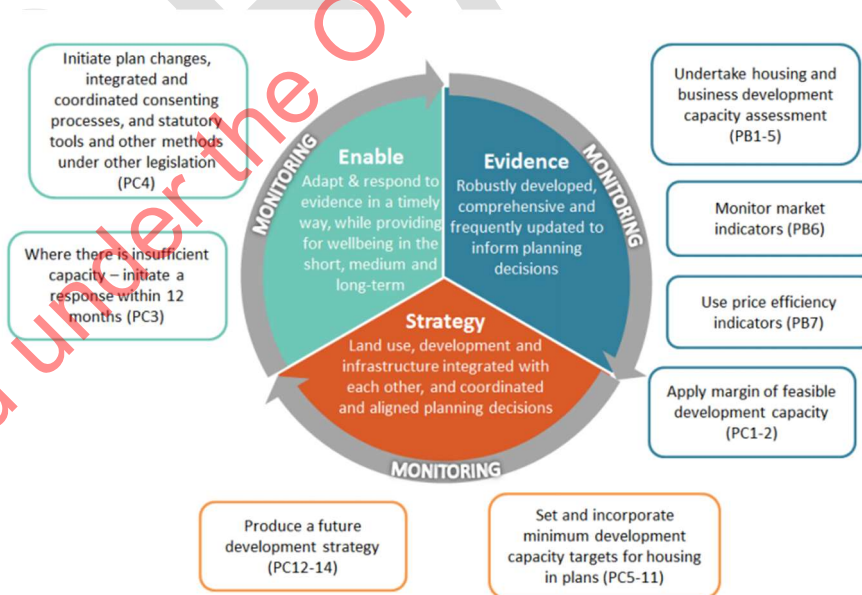 Initiate plan changes,
integrated and
coordinated consenting
processes, and statutory
tools and other methods
under other legislation
(PC4)
Where there is insufficient
capacity – initiate a
response within 12
months (PC3)
MONITORING
Enable
Adapt & respond to
evidence in a timely
way, while providing
for wellbeing in the
short, medium and
long-term
Evidence
Robustly developed,
comprehensive and
frequently updated to
inform planning
decisions
MONITORING
Strategy
Land use, development and
infrastructure integrated with
each other, and coordinated
and aligned planning decisions
MONITORING
Undertake housing and
business development
capacity assessment
(PB1-5)
Monitor market
indicators (PB6)
Use price efficiency
indicators (PB7)
Apply margin of feasible
development capacity
(PC1-2)
Produce a future
development strategy
(PC12-14)
Set and incorporate
minimum development
capacity targets for housing
in plans (PC5-11)
under the